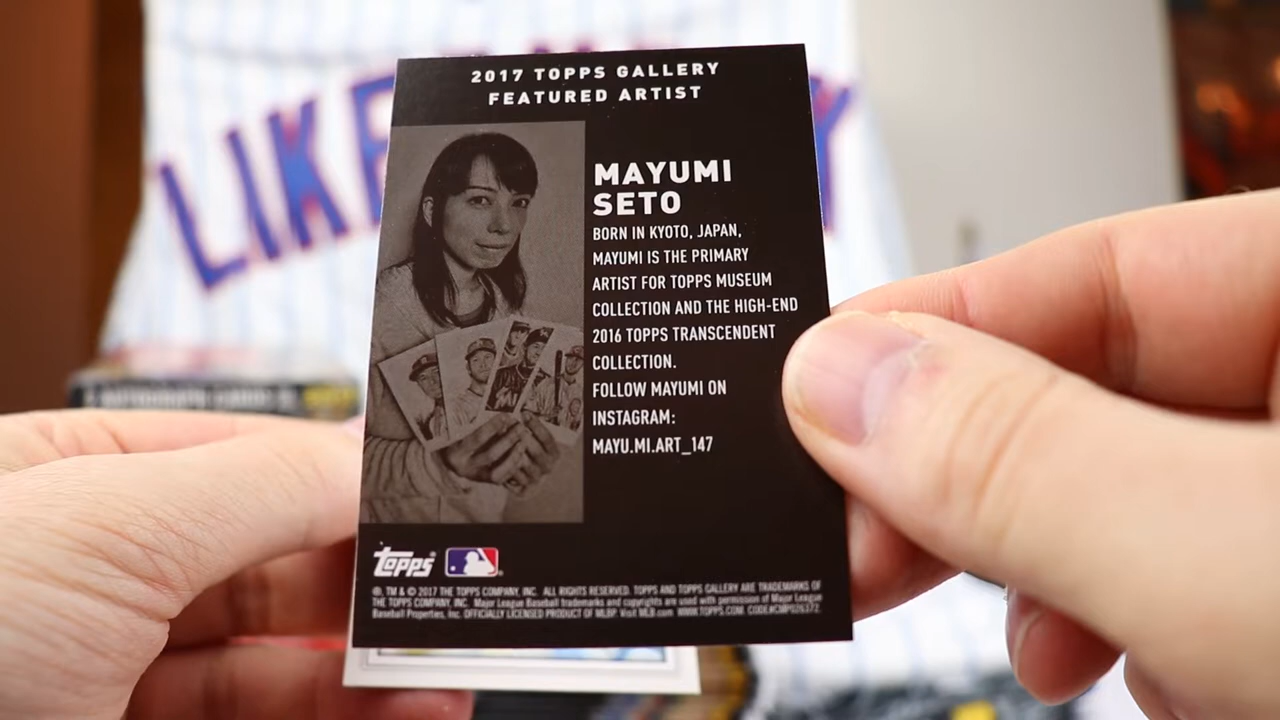 LIKE
Y
2017 TOPPS GALLERY
FEATURED ARTIST
MAYUMI
SETO
BORN IN KYOTO, JAPAN,
MAYUMI IS THE PRIMARY
ARTIST FOR TOPPS MUSEUM
COLLECTION AND THE HIGH-END
2016 TOPPS TRANSCENDENT
COLLECTION.
FOLLOW MAYUMI ON
INSTAGRAM:
MAYU.MI.ART_147
topps
®, TM & © 2017 THE TOPPS COMPANY, INC. ALL RIGHTS RESERVED. TOPPS AND TOPPS GALLERY ARE TRADEMARKS OF
THE TOPPS COMPANY, INC. Major League Baseball trademarks and copyrights are used with permission of Major League
Baseball Properties, Inc. OFFICIALLY LICENSED PRODUCT OF MLBP. Visit MLB.com WWW.TOPPS.COM CODE#CMP026372